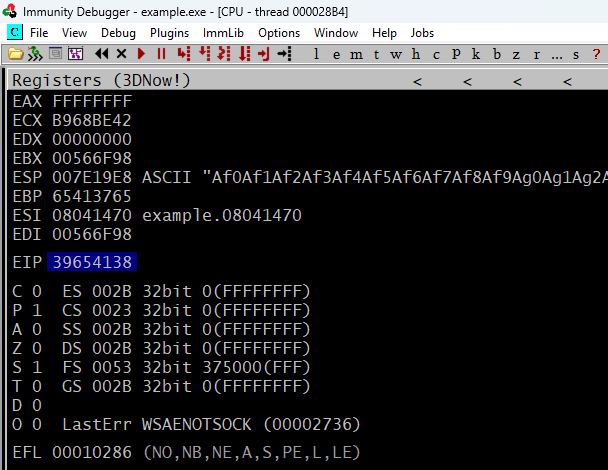 Immunity Debugger - example.exe - [CPU - thread 000028B4]
C File View Debug Plugins ImmLib Options Window Help Jobs
l e m t w h c p k b z r ... s ?
Registers (3DNow!) < < < <
EAX FFFFFFFF
ECX B968BE42
EDX 00000000
EBX 00566F98
ESP 007E19E8 ASCII "Af0Af1Af2Af3Af4Af5Af6Af7Af8Af9Ag0Ag1Ag2A
EBP 65413765
ESI 08041470 example.08041470
EDI 00566F98
EIP 39654138
C 0 ES 002B 32bit 0(FFFFFFFF)
P 1 CS 0023 32bit 0(FFFFFFFF)
A 0 SS 002B 32bit 0(FFFFFFFF)
Z 0 DS 002B 32bit 0(FFFFFFFF)
S 1 FS 0053 32bit 375000(FFF)
T 0 GS 002B 32bit 0(FFFFFFFF)
D 0
O 0 LastErr WSAENOTSOCK (00002736)
EFL 00010286 (NO,NB,NE,A,S,PE,L,LE)